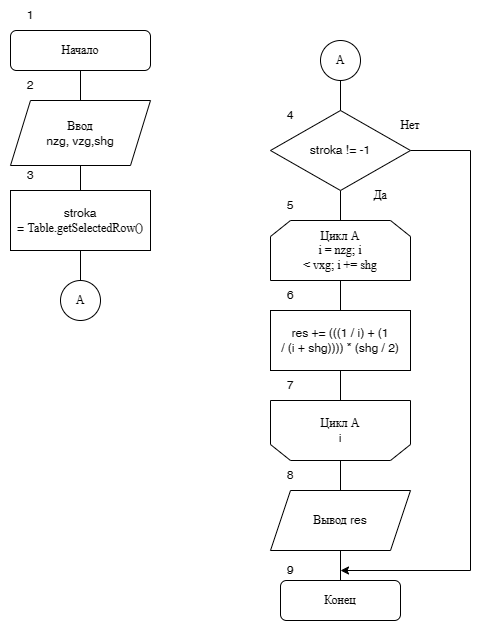 1
Начало
2
Ввод
nzg, vzg,shg
3
stroka
= Table.getSelectedRow()
A
A
4
Нет
stroka != -1
Да
5
Цикл А
i = nzg; i
< vxg; i += shg
6
res += (((1 / i) + (1
/ (i + shg)))) * (shg / 2)
7
Цикл А
i
8
Вывод res
9
Конец